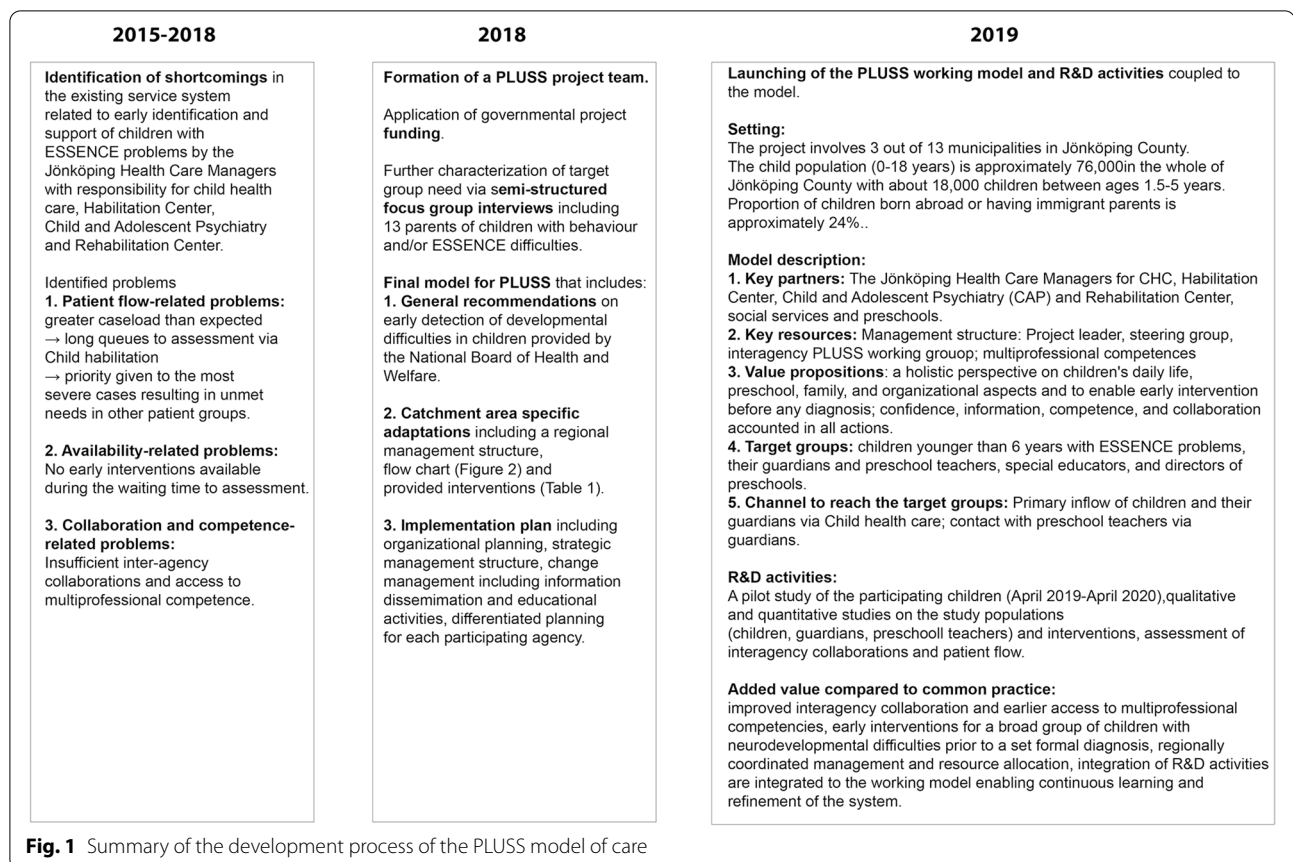 2015-2018
Identification of shortcomings in
the existing service system
related to early identification and
support of children with
ESSENCE problems by the
Jönköping Health Care Managers
with responsibility for child health
care, Habilitation Center,
Child and Adolescent Psychiatry
and Rehabilitation Center.
Identified problems
1. Patient flow-related problems:
greater caseload than expected
→ long queues to assessment via
Child habilitation
→ priority given to the most
severe cases resulting in unmet
needs in other patient groups.
2. Availability-related problems:
No early interventions available
during the waiting time to assessment.
3. Collaboration and competence-
related problems:
Insufficient inter-agency
collaborations and access to
multiprofessional competence.
2018
Formation of a PLUSS project team.
Application of governmental project
funding.
Further characterization of target
group need via semi-structured
focus group interviews including
13 parents of children with behaviour
and/or ESSENCE difficulties.
Final model for PLUSS that includes:
1. General recommendations on
early detection of developmental
difficulties in children provided by
the National Board of Health and
Welfare.
2. Catchment area specific
adaptations including a regional
management structure,
flow chart (Figure 2) and
provided interventions (Table 1).
3. Implementation plan including
organizational planning, strategic
management structure, change
management including information
dissemimation and educational
activities, differentiated planning
for each participating agency.
2019
Launching of the PLUSS working model and R&D activities coupled to
the model.
Setting:
The project involves 3 out of 13 municipalities in Jönköping County.
The child population (0-18 years) is approximately 76,000in the whole of
Jönköping County with about 18,000 children between ages 1.5-5 years.
Proportion of children born abroad or having immigrant parents is
approximately 24%..
Model description:
1. Key partners: The Jönköping Health Care Managers for CHC, Habilitation
Center, Child and Adolescent Psychiatry (CAP) and Rehabilitation Center,
social services and preschools.
2. Key resources: Management structure: Project leader, steering group,
interagency PLUSS working grouop; multiprofessional competences
3. Value propositions: a holistic perspective on children's daily life,
preschool, family, and organizational aspects and to enable early intervention
before any diagnosis; confidence, information, competence, and collaboration
accounted in all actions.
4. Target groups: children younger than 6 years with ESSENCE problems,
their guardians and preschool teachers, special educators, and directors of
preschools.
5. Channel to reach the target groups: Primary inflow of children and their
guardians via Child health care; contact with preschool teachers via
guardians.
R&D activities:
A pilot study of the participating children (April 2019-April 2020),qualitative
and quantitative studies on the study populations
(children, guardians, preschooll teachers) and interventions, assessment of
interagency collaborations and patient flow.
Added value compared to common practice:
improved interagency collaboration and earlier access to multiprofessional
competencies, early interventions for a broad group of children with
neurodevelopmental difficulties prior to a set formal diagnosis, regionally
coordinated management and resource allocation, integration of R&D activities
are integrated to the working model enabling continuous learning and
refinement of the system.
Fig. 1 Summary of the development process of the PLUSS model of care